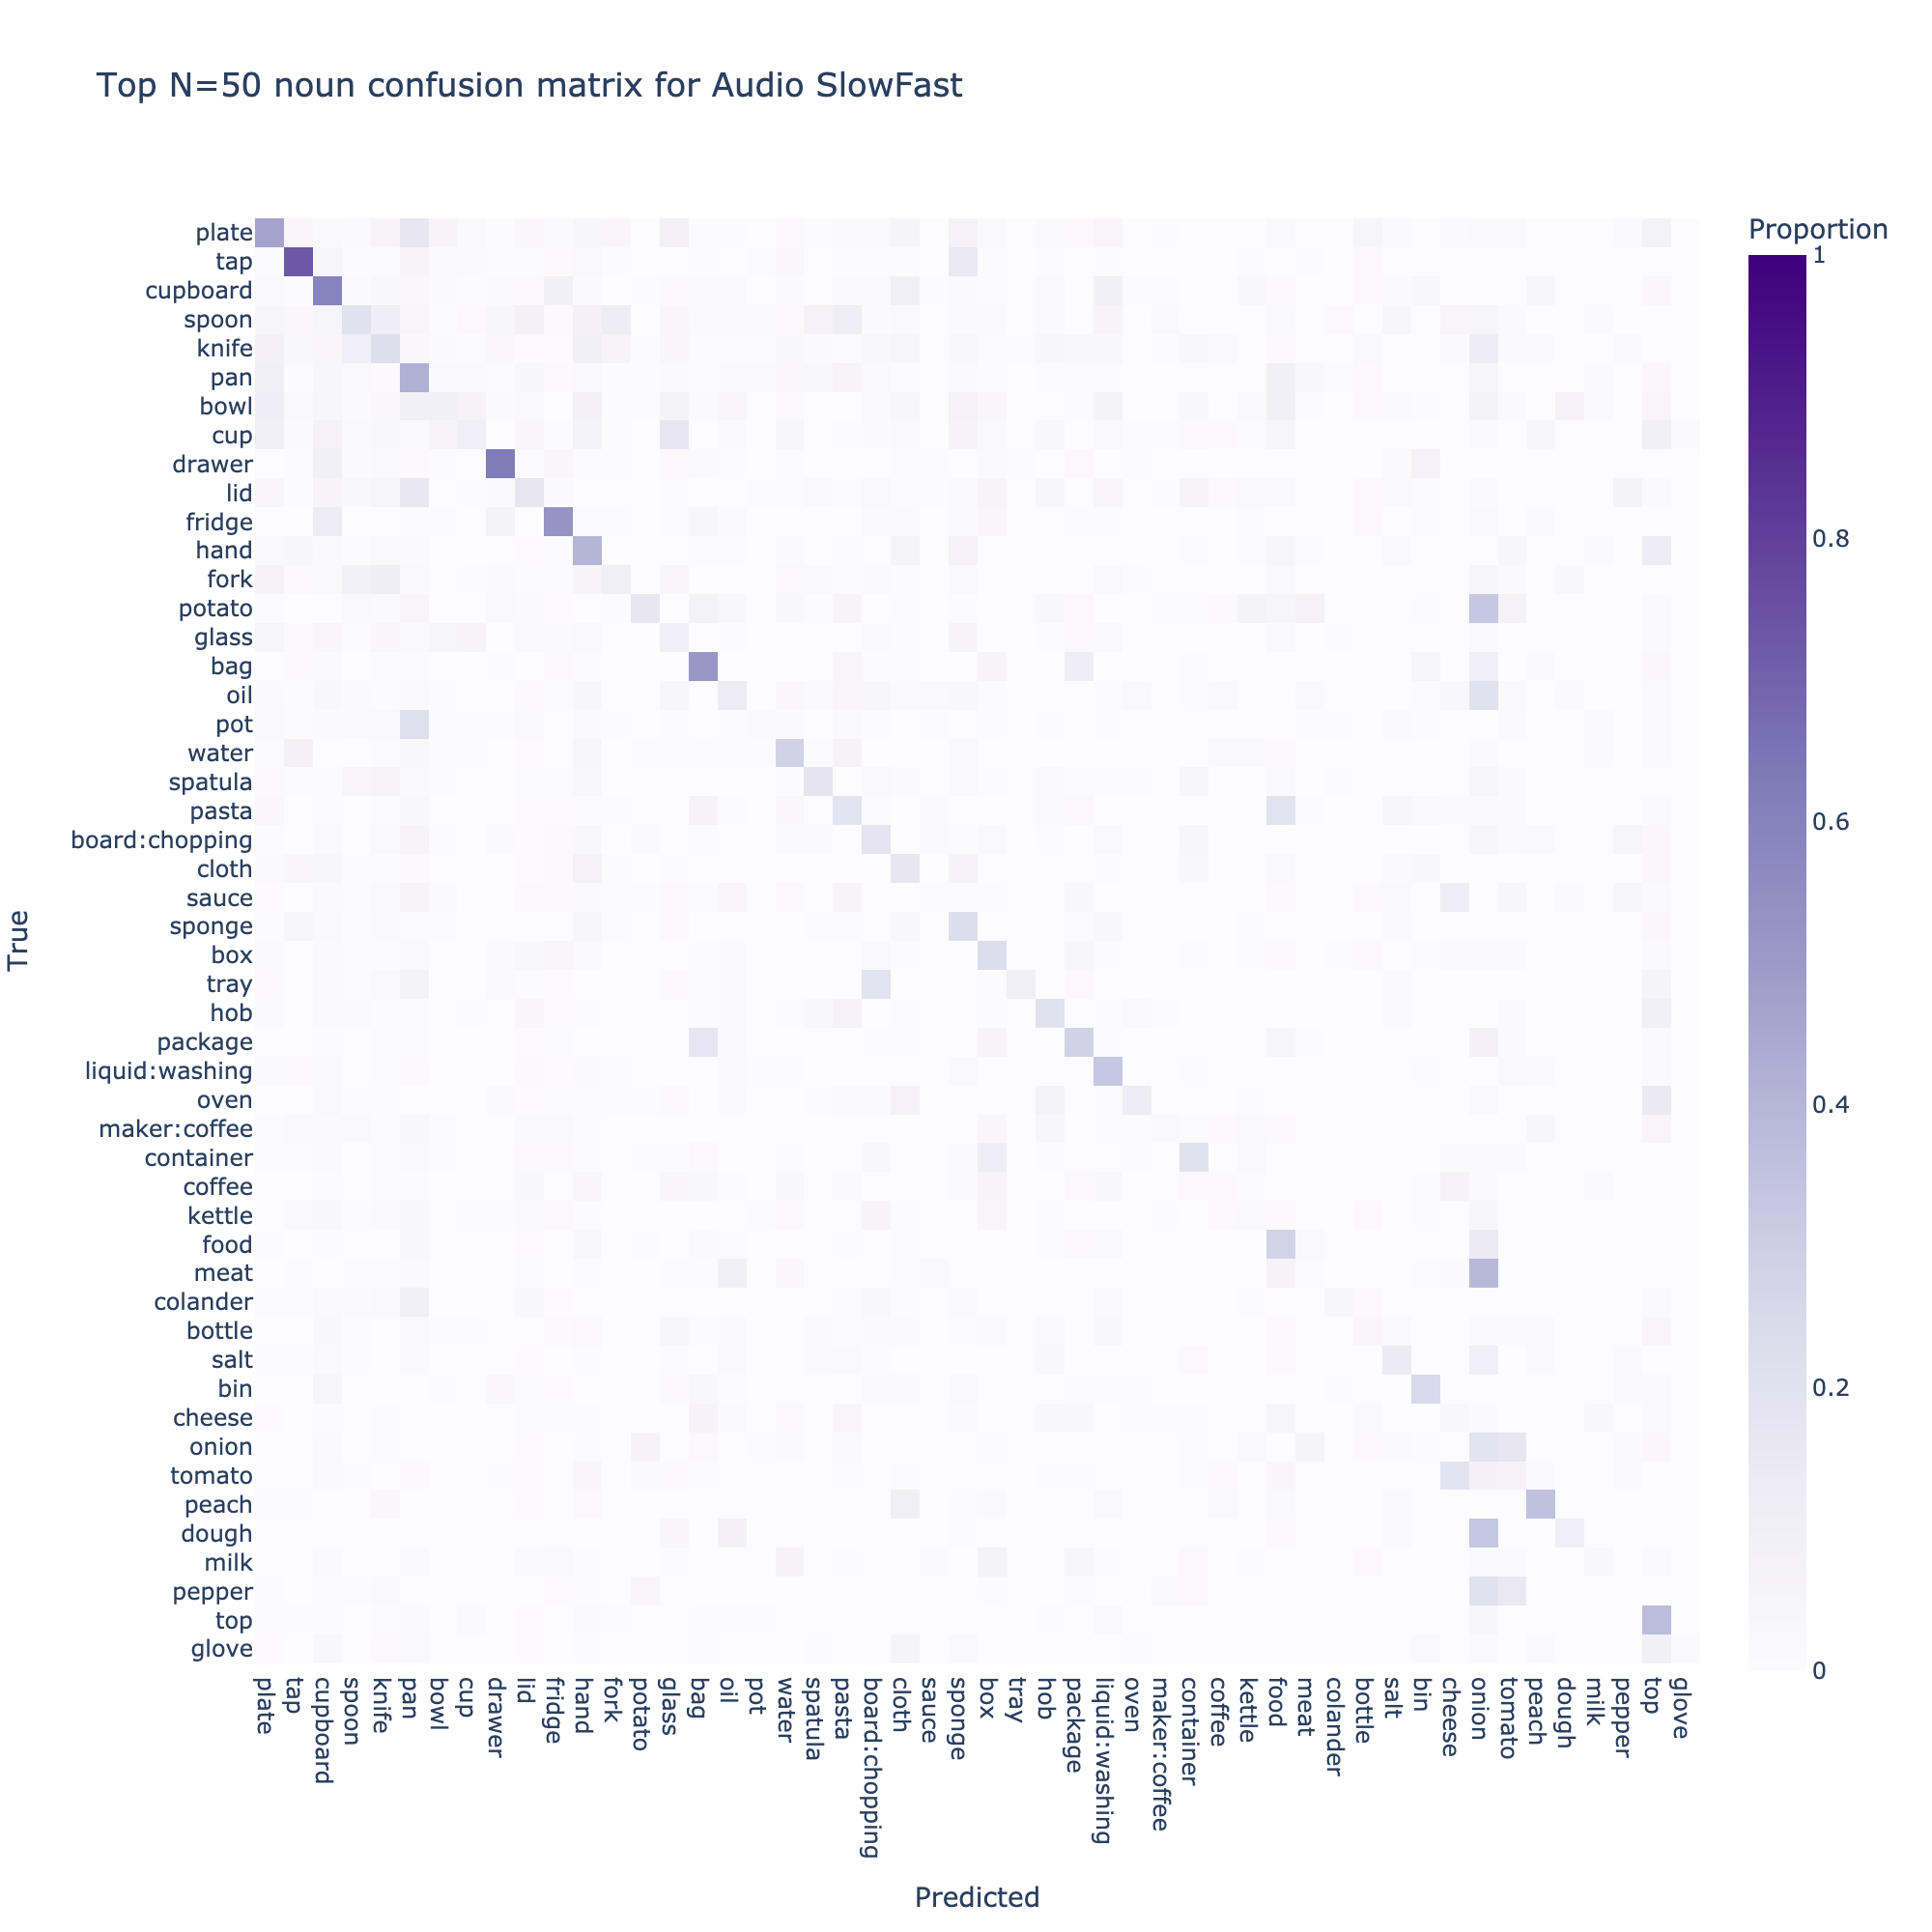 Top N=50 noun confusion matrix for Audio SlowFast
Proportion
1
0.8
0.6
0.4
0.2
0
True
plate
tap
cupboard
spoon
knife
pan
bowl
cup
drawer
lid
fridge
hand
fork
potato
glass
bag
oil
pot
water
spatula
pasta
board:chopping
cloth
sauce
sponge
box
tray
hob
package
liquid:washing
oven
maker:coffee
container
coffee
kettle
food
meat
colander
bottle
salt
bin
cheese
onion
tomato
peach
dough
milk
pepper
top
glove
plate
tap
cupboard
spoon
knife
pan
bowl
cup
drawer
lid
fridge
hand
fork
potato
glass
bag
oil
pot
water
spatula
pasta
board:chopping
cloth
sauce
sponge
box
tray
hob
package
liquid:washing
oven
maker:coffee
container
coffee
kettle
food
meat
colander
bottle
salt
bin
cheese
onion
tomato
peach
dough
milk
pepper
top
glove
Predicted